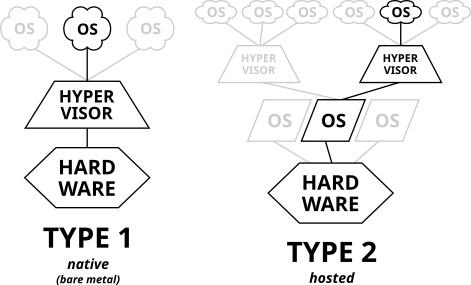 OS OS OS
HYPER
VISOR
HARD
WARE
TYPE 1
native
(bare metal)
OS OS OS OS OS OS
HYPER
VISOR
HYPER
VISOR
OS OS OS
HARD
WARE
TYPE 2
hosted